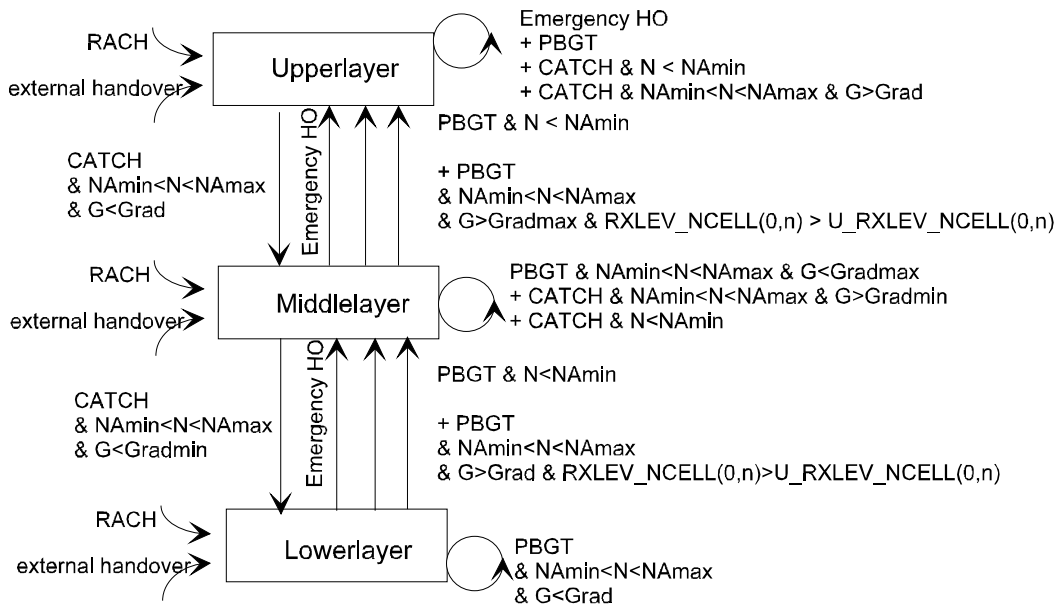 RACH
external handover
Upperlayer
Emergency HO
+ PBGT
+ CATCH & N < NAmin
+ CATCH & NAmin<N<NAmax & G>Grad
CATCH
& NAmin<N<NAmax
& G<Grad
Emergency HO
PBGT & N < NAmin
+ PBGT
& NAmin<N<NAmax
& G>Gradmax & RXLEV_NCELL(0,n) > U_RXLEV_NCELL(0,n)
RACH
external handover
Middlelayer
PBGT & NAmin<N<NAmax & G<Gradmax
+ CATCH & NAmin<N<NAmax & G>Gradmin
+ CATCH & N<NAmin
CATCH
& NAmin<N<NAmax
& G<Gradmin
Emergency HO
PBGT & N<NAmin
+ PBGT
& NAmin<N<NAmax
& G>Grad & RXLEV_NCELL(0,n)>U_RXLEV_NCELL(0,n)
RACH
external handover
Lowerlayer
PBGT
& NAmin<N<NAmax
& G<Grad